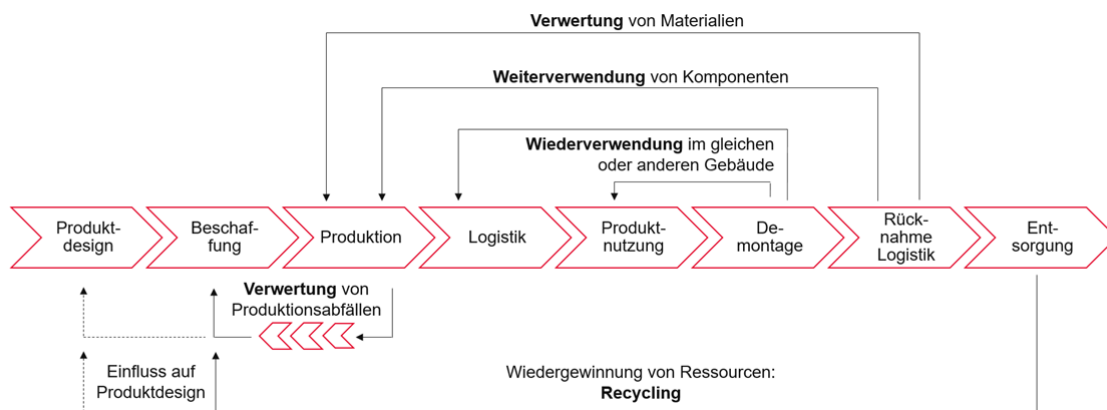 Verwertung von Materialien
Weiterverwendung von Komponenten
Wiederverwendung im gleichen
oder anderen Gebäude
Produkt-
design
Beschaf-
fung
Produktion
Logistik
Produkt-
nutzung
De-
montage
Rück-
nahme
Logistik
Ent-
sorgung
Verwertung von
Produktionsabfällen
Einfluss auf
Produktdesign
Wiedergewinnung von Ressourcen:
Recycling